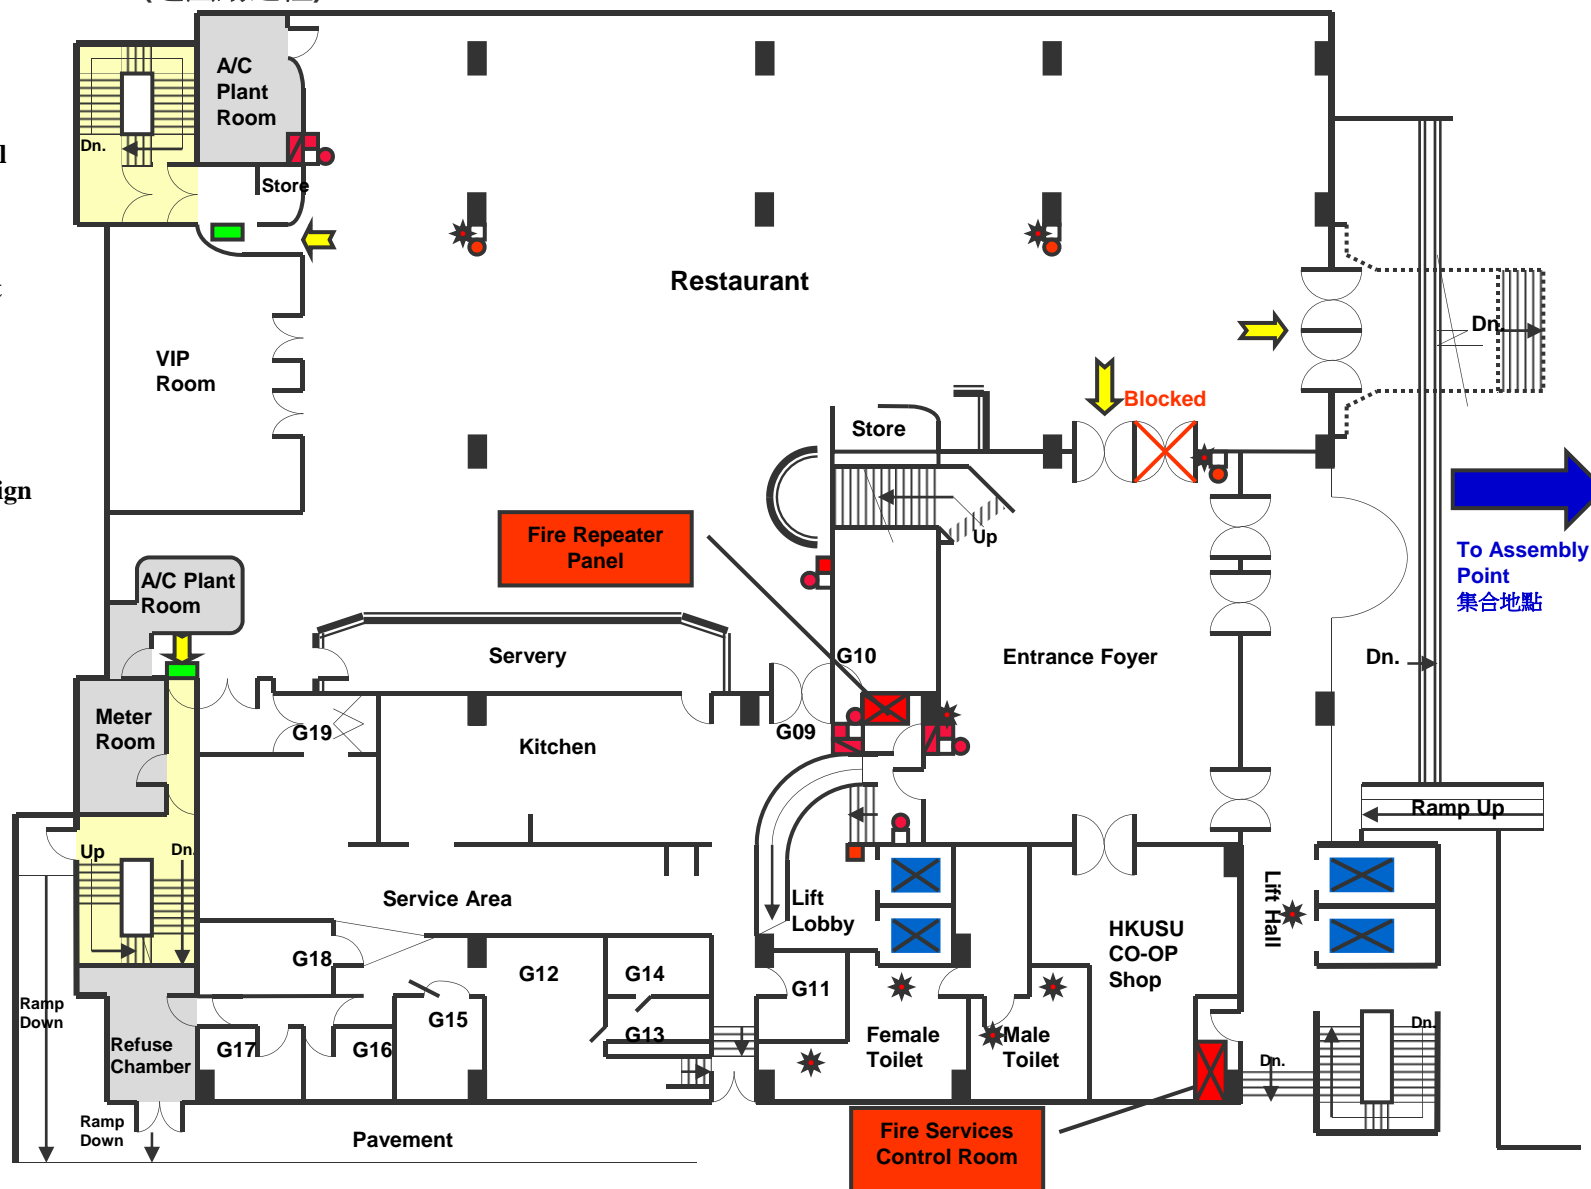 A/C
Plant
Room
Dn.
l
Store
Restaurant
t
Dn.
VIP
Room
Blocked
Store
ign
Fire Repeater
Panel
Up
To Assembly
Point
集合地點
A/C Plant
Room
Servery
G10
Entrance Foyer
Dn.
Meter
Room
G19
Kitchen
G09
Ramp Up
Up
Dn.
Service Area
Lift
Lobby
Lift Hall
HKUSU
CO-OP
Shop
G18
G12
G14
G11
Ramp
Down
G15
G13
Female
Toilet
Male
Toilet
Dn.
Refuse
Chamber
G17
G16
Dn.
Ramp
Down
Pavement
Fire Services
Control Room